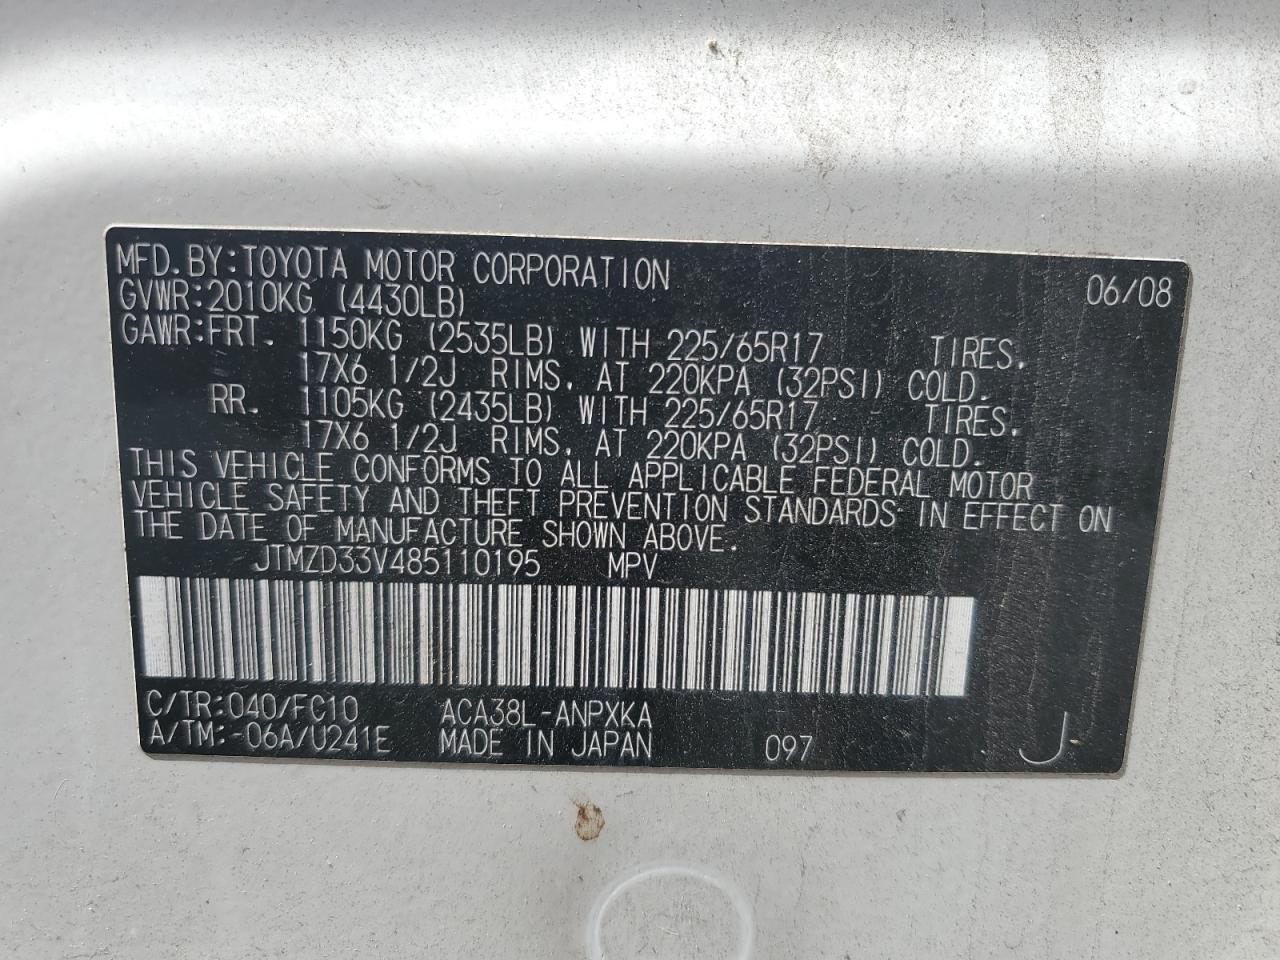 MFD. BY: TOYOTA MOTOR CORPORATION 06/08
GVWR: 2010KG (4430LB)
GAWR: FRT. 1150KG (2535LB) WITH 225/65R17 TIRES.
17X6 1/2J RIMS, AT 220KPA (32PSI) COLD.
RR. 1105KG (2435LB) WITH 225/65R17 TIRES.
17X6 1/2J RIMS, AT 220KPA (32PSI) COLD.
THIS VEHICLE CONFORMS TO ALL APPLICABLE FEDERAL MOTOR
VEHICLE SAFETY AND THEFT PREVENTION STANDARDS IN EFFECT ON
THE DATE OF MANUFACTURE SHOWN ABOVE.
JTMZD33V485110195 MPV
C/TR: 040/FC10 ACA38L-ANPXKA
A/TM: -06A/U241E MADE IN JAPAN 097 J